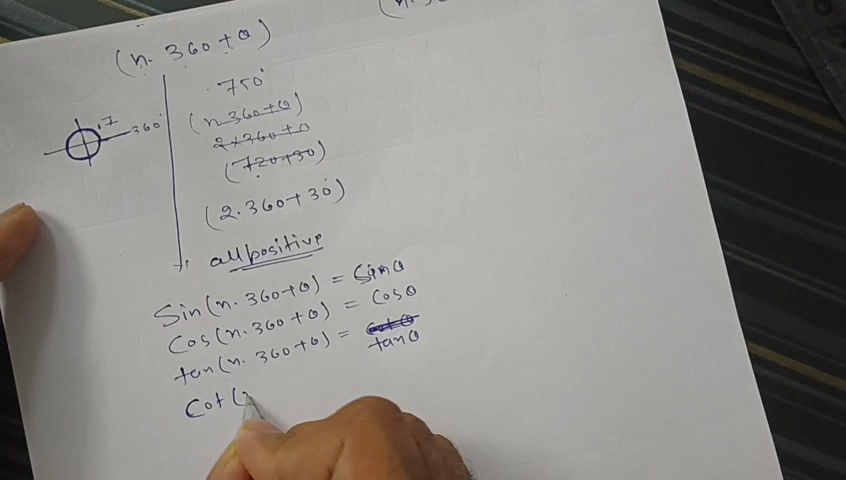 (n. 360+θ)
I
360°
750°
(n.360+θ)
2×360+θ
(720+30)
(2.360+30°)
all positive
Sin(n. 360+θ) = Sinθ
Cos(n. 360+θ) = Cosθ
tan(n. 360+θ) = Cotθ
tanθ
Cot(